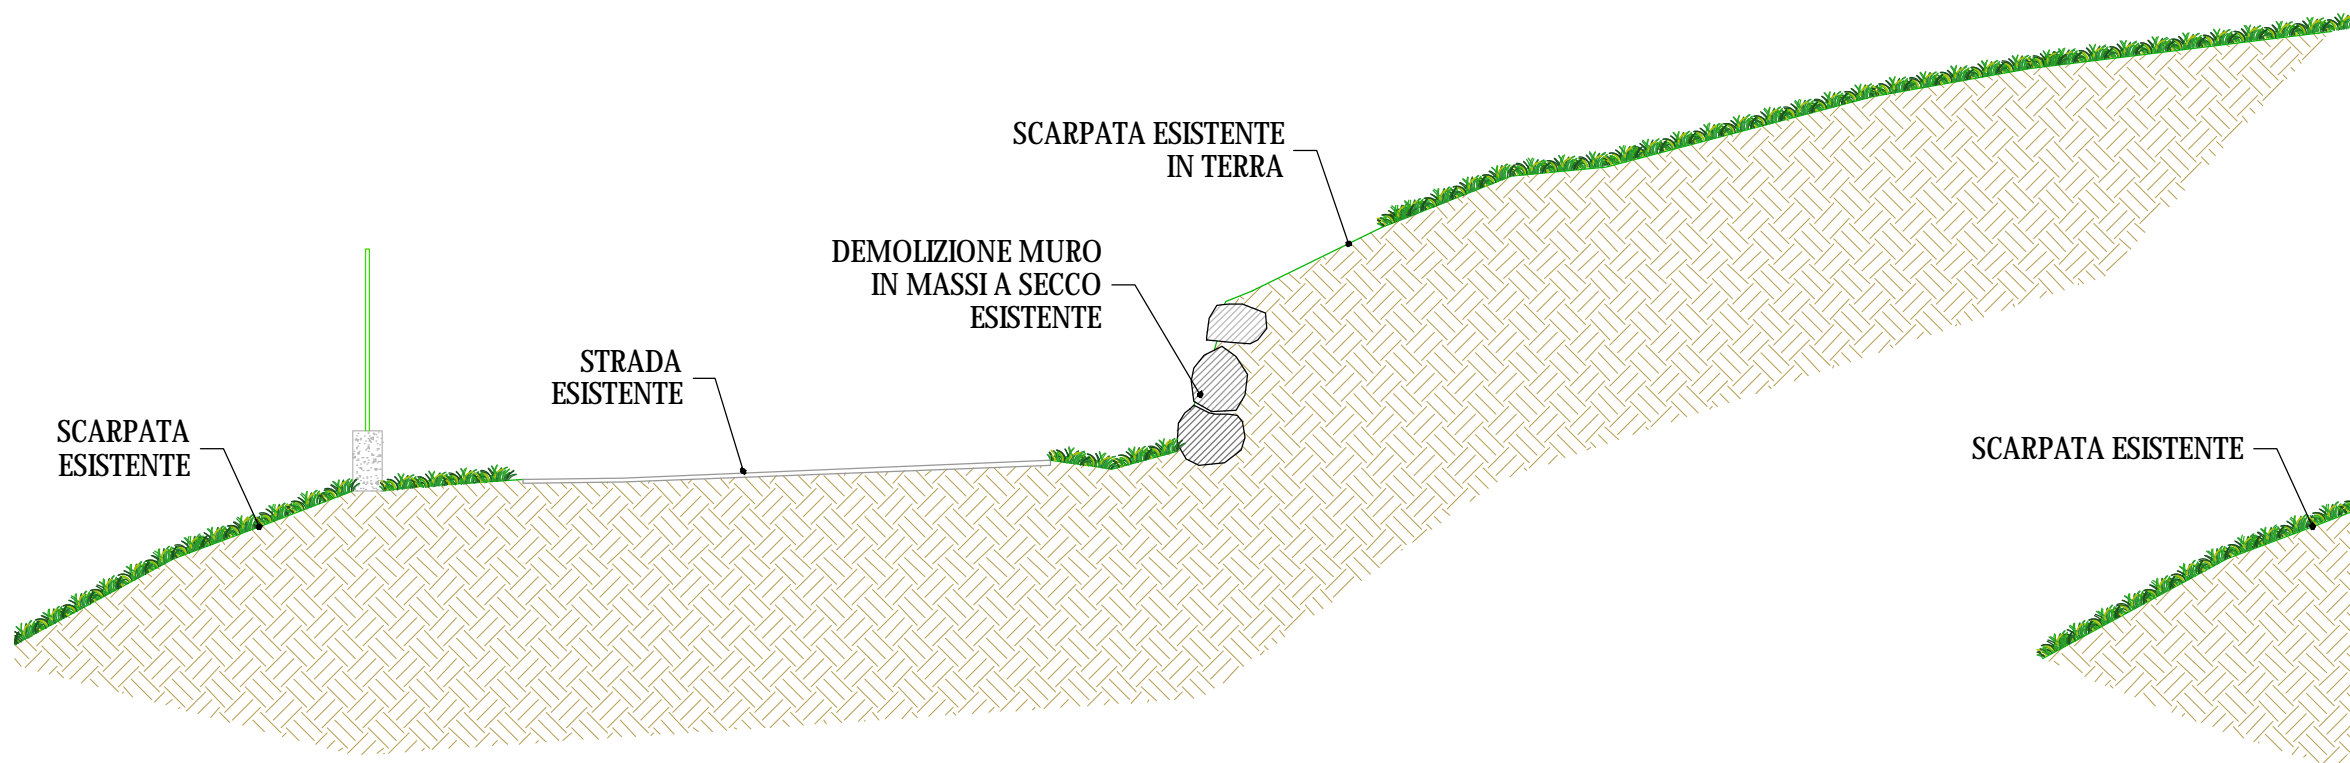 SCARPATA ESISTENTE
IN TERRA
DEMOLIZIONE MURO
IN MASSI A SECCO
ESISTENTE
STRADA
ESISTENTE
SCARPATA
ESISTENTE
SCARPATA ESISTENTE